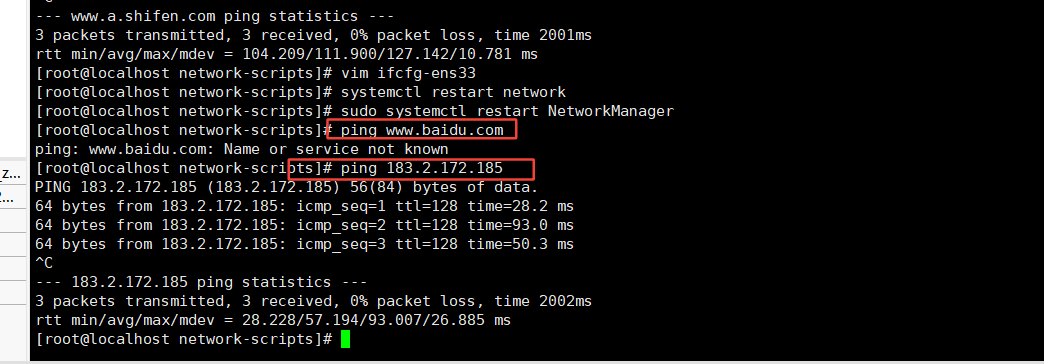 --- www.a.shifen.com ping statistics ---
3 packets transmitted, 3 received, 0% packet loss, time 2001ms
rtt min/avg/max/mdev = 104.209/111.900/127.142/10.781 ms
[root@localhost network-scripts]# vim ifcfg-ens33
[root@localhost network-scripts]# systemctl restart network
[root@localhost network-scripts]# sudo systemctl restart NetworkManager
[root@localhost network-scripts]# ping www.baidu.com
ping: www.baidu.com: Name or service not known
[root@localhost network-scripts]# ping 183.2.172.185
PING 183.2.172.185 (183.2.172.185) 56(84) bytes of data.
64 bytes from 183.2.172.185: icmp_seq=1 ttl=128 time=28.2 ms
64 bytes from 183.2.172.185: icmp_seq=2 ttl=128 time=93.0 ms
64 bytes from 183.2.172.185: icmp_seq=3 ttl=128 time=50.3 ms
^C
--- 183.2.172.185 ping statistics ---
3 packets transmitted, 3 received, 0% packet loss, time 2002ms
rtt min/avg/max/mdev = 28.228/57.194/93.007/26.885 ms
[root@localhost network-scripts]#
_z...
2...